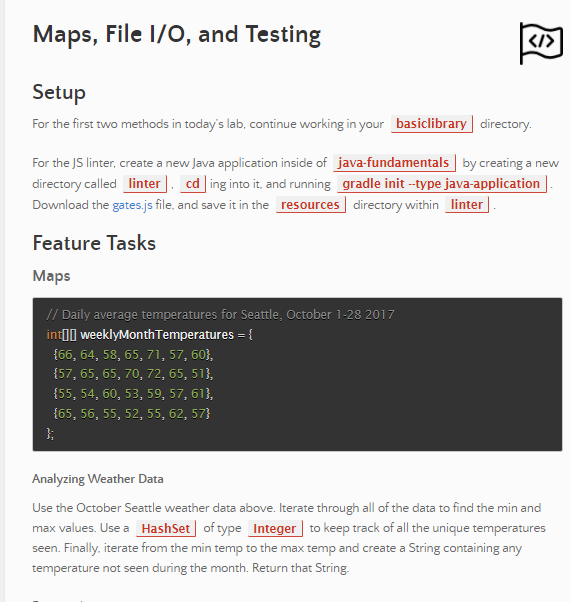 Maps, File I/O, and Testing
</>
Setup
For the first two methods in today's lab, continue working in your basiclibrary directory.
For the JS linter, create a new Java application inside of java-fundamentals by creating a new
directory called linter , cd ing into it, and running gradle init --type java-application .
Download the gates.js file, and save it in the resources directory within linter .
Feature Tasks
Maps
// Daily average temperatures for Seattle, October 1-28 2017
int[][] weeklyMonthTemperatures = {
{66, 64, 58, 65, 71, 57, 60},
{57, 65, 65, 70, 72, 65, 51},
{55, 54, 60, 53, 59, 57, 61},
{65, 56, 55, 52, 55, 62, 57}
};
Analyzing Weather Data
Use the October Seattle weather data above. Iterate through all of the data to find the min and
max values. Use a HashSet of type Integer to keep track of all the unique temperatures
seen. Finally, iterate from the min temp to the max temp and create a String containing any
temperature not seen during the month. Return that String.